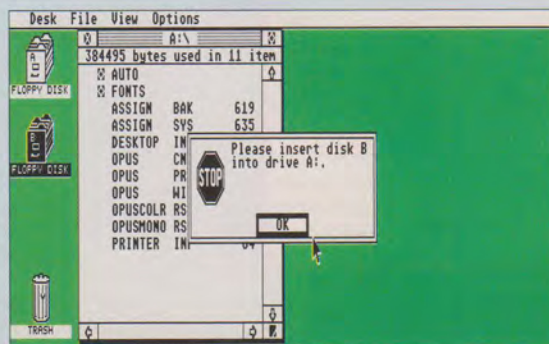 Desk File View Options
A:\
384495 bytes used in 11 item
AUTO
FONTS
ASSIGN BAK 619
ASSIGN SYS 635
DESKTOP IN
OPUS CN
OPUS PR
OPUS WI
OPUSCOLR RS
OPUSMONO RS
PRINTER INF 64
A
FLOPPY DISK
FLOPPY DISK
TRASH
STOP
Please insert disk B
into drive A:.
OK